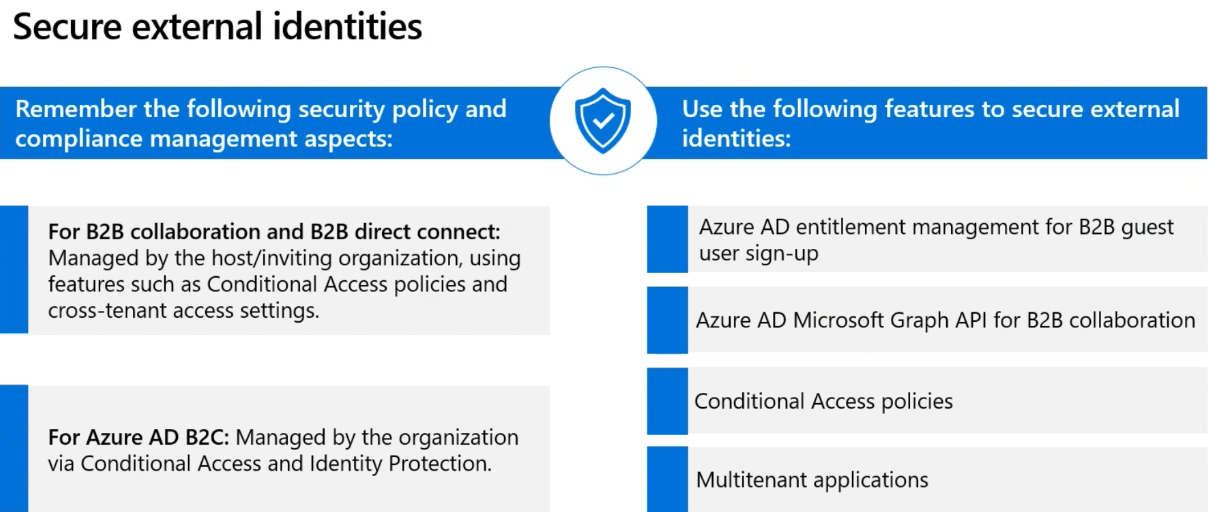 Secure external identities
Remember the following security policy and
compliance management aspects:
For B2B collaboration and B2B direct connect:
Managed by the host/inviting organization, using
features such as Conditional Access policies and
cross-tenant access settings.
For Azure AD B2C: Managed by the organization
via Conditional Access and Identity Protection.
Use the following features to secure external
identities:
Azure AD entitlement management for B2B guest
user sign-up
Azure AD Microsoft Graph API for B2B collaboration
Conditional Access policies
Multitenant applications